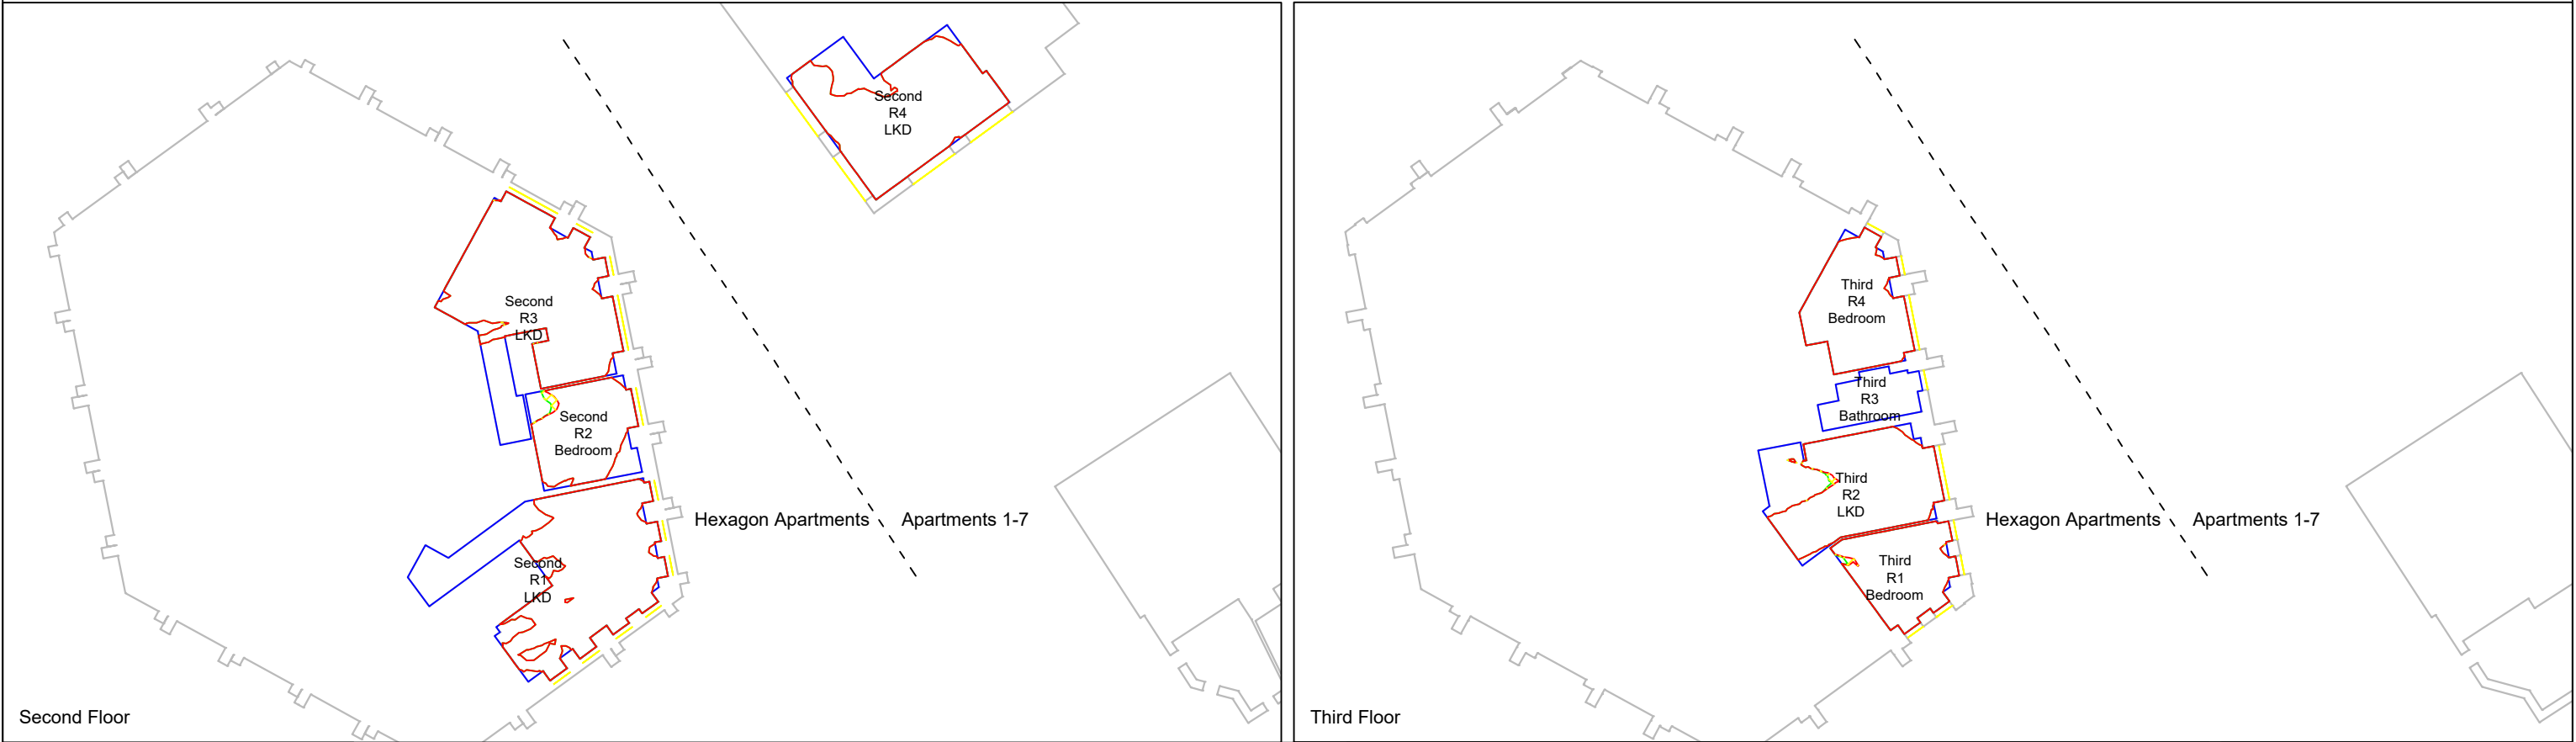 Second
R4
LKD
Second
R3
LKD
Second
R2
Bedroom
Second
R1
LKD
Hexagon Apartments
Apartments 1-7
Second Floor
Third
R4
Bedroom
Third
R3
Bathroom
Third
R2
LKD
Third
R1
Bedroom
Hexagon Apartments
Apartments 1-7
Third Floor